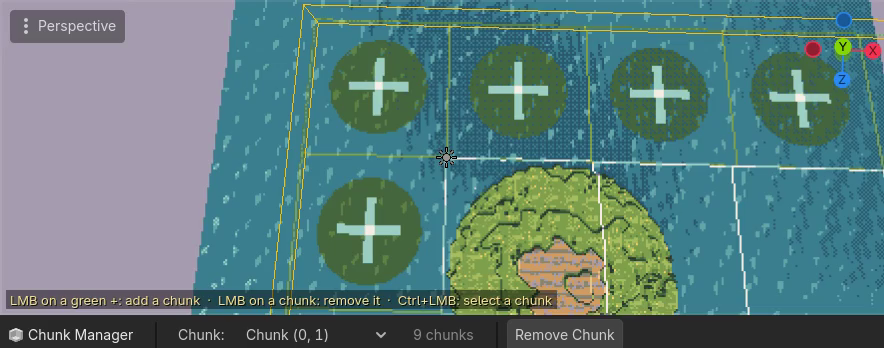 Perspective
Y
X
Z
LMB on a green +: add a chunk · LMB on a chunk: remove it · Ctrl+LMB: select a chunk
Chunk Manager Chunk: Chunk (0, 1) 9 chunks Remove Chunk